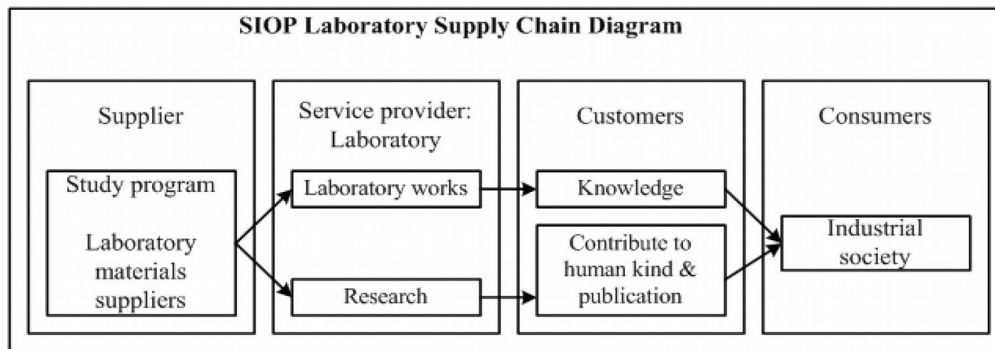 SIOP Laboratory Supply Chain Diagram
Supplier
Study program
Laboratory
materials
suppliers
Service provider:
Laboratory
Laboratory works
Research
Customers
Knowledge
Contribute to
human kind &
publication
Consumers
Industrial
society